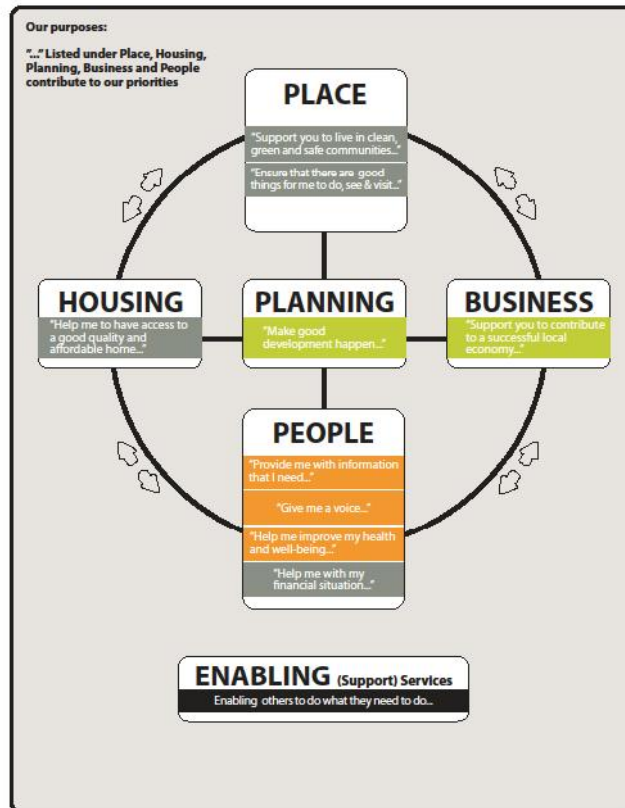 Our purposes:
"..." Listed under Place, Housing,
Planning, Business and People
contribute to our priorities
PLACE
"Support you to live in clean,
green and safe communities..."
"Ensure that there are good
things for me to do, see & visit..."
HOUSING
"Help me to have access to
a good quality and
affordable home..."
PLANNING
"Make good
development happen..."
BUSINESS
"Support you to contribute
to a successful local
economy..."
PEOPLE
"Provide me with information
that I need..."
"Give me a voice..."
"Help me improve my health
and well-being..."
"Help me with my
financial situation..."
ENABLING (Support) Services
Enabling others to do what they need to do...